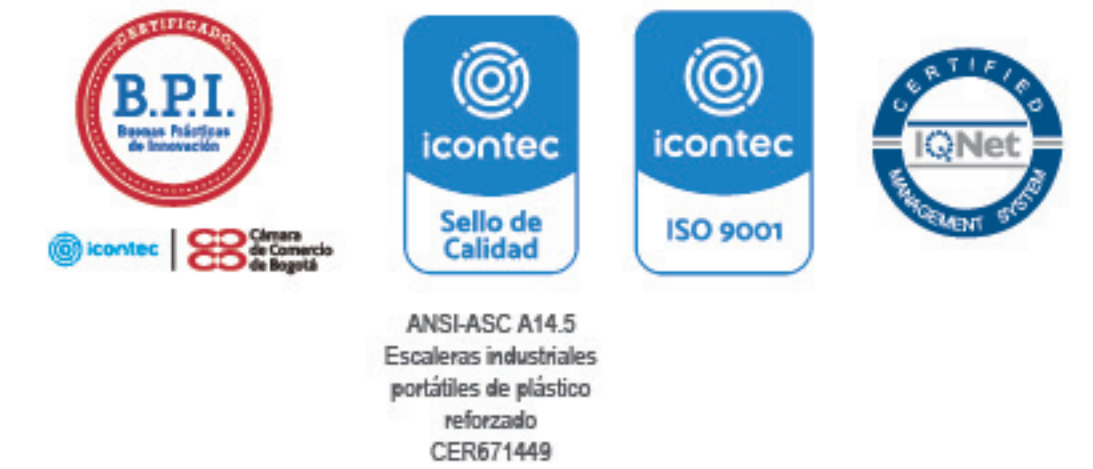 CERTIFICADO
B.P.I.
Buenas Prácticas
de Innovación
icontec
Cámara
de Comercio
de Bogotá
icontec
Sello de
Calidad
ANSI-ASC A14.5
Escaleras industriales
portátiles de plástico
reforzado
CER671449
icontec
ISO 9001
CERTIFIED
IQNet
MANAGEMENT SYSTEM